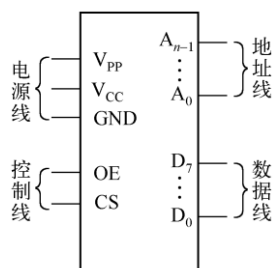 电源线
V_PP
V_CC
GND
控制线
OE
CS
A_{n-1}
⋮
A_0
地址线
D_7
⋮
D_0
数据线